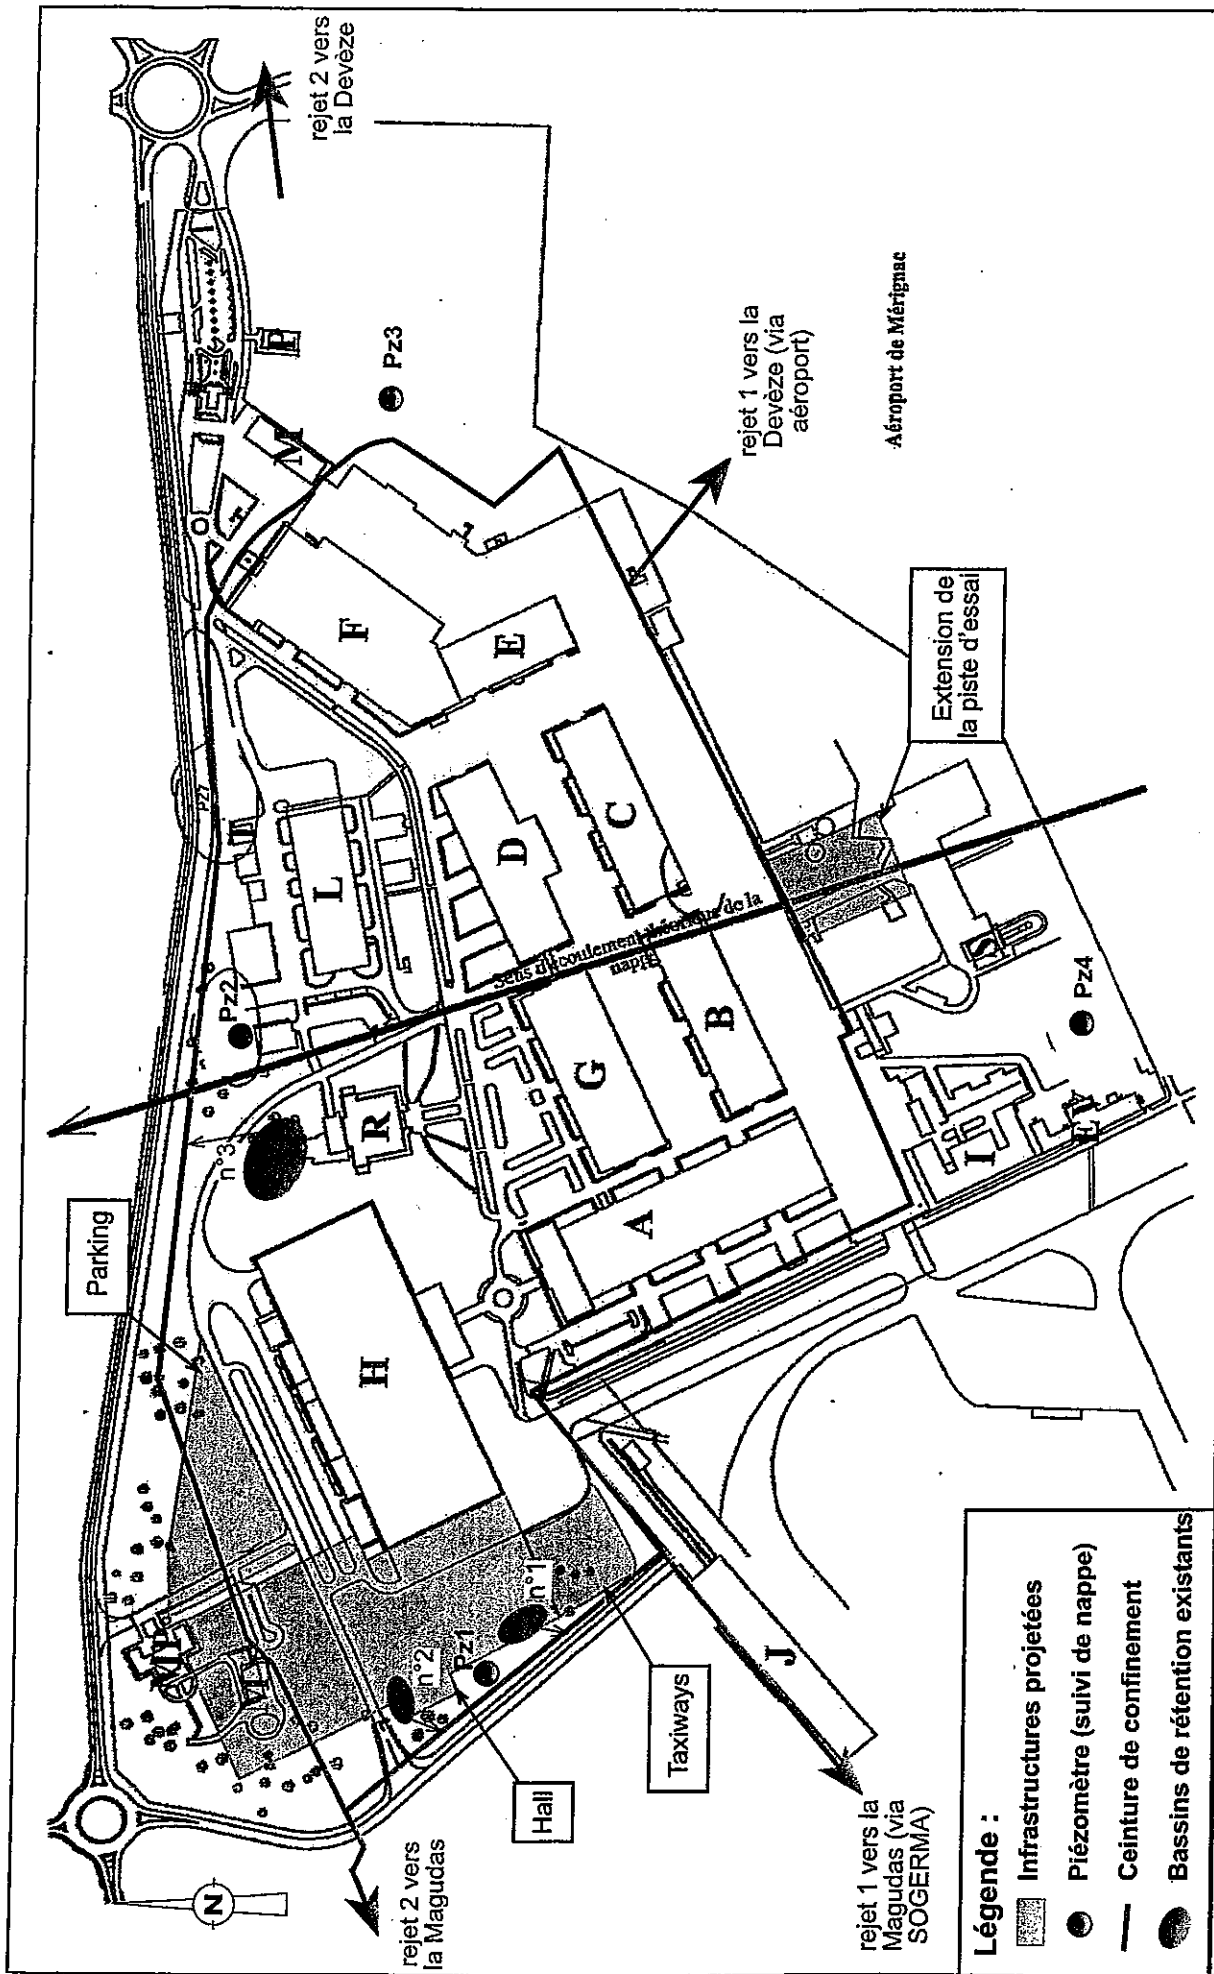 rejet 2 vers
la Devèze
rejet 1 vers la
Devèze (via
aéroport)
Aéroport de Mérignac
Extension de
la piste d'essai
Pz3
P
M
F
E
D
C
L
PZ7
Pz2
Sens d'écoulement théorique de la
nappe
G
B
S
Pz4
I
R
A
n°3
Parking
H
n°1
n°2
Pz1
J
Taxiways
Hall
rejet 2 vers
la Magudas
rejet 1 vers la
Magudas (via
SOGERMA)
N
Légende :
Infrastructures projetées
Piézomètre (suivi de nappe)
Ceinture de confinement
Bassins de rétention existants